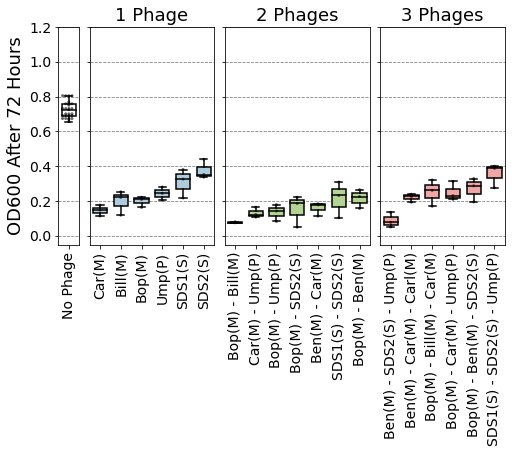 1 Phage
2 Phages
3 Phages
OD600 After 72 Hours
1.2
1.0
0.8
0.6
0.4
0.2
0.0
No Phage
Car(M)
Bill(M)
Bop(M)
Ump(P)
SDS1(S)
SDS2(S)
Bop(M) - Bill(M)
Car(M) - Ump(P)
Bop(M) - Ump(P)
Bop(M) - SDS2(S)
Ben(M) - Car(M)
SDS1(S) - SDS2(S)
Bop(M) - Ben(M)
Ben(M) - SDS2(S) - Ump(P)
Ben(M) - Car(M) - Carl(M)
Bop(M) - Bill(M) - Car(M)
Bop(M) - Car(M) - Ump(P)
Bop(M) - Ben(M) - SDS2(S)
SDS1(S) - SDS2(S) - Ump(P)